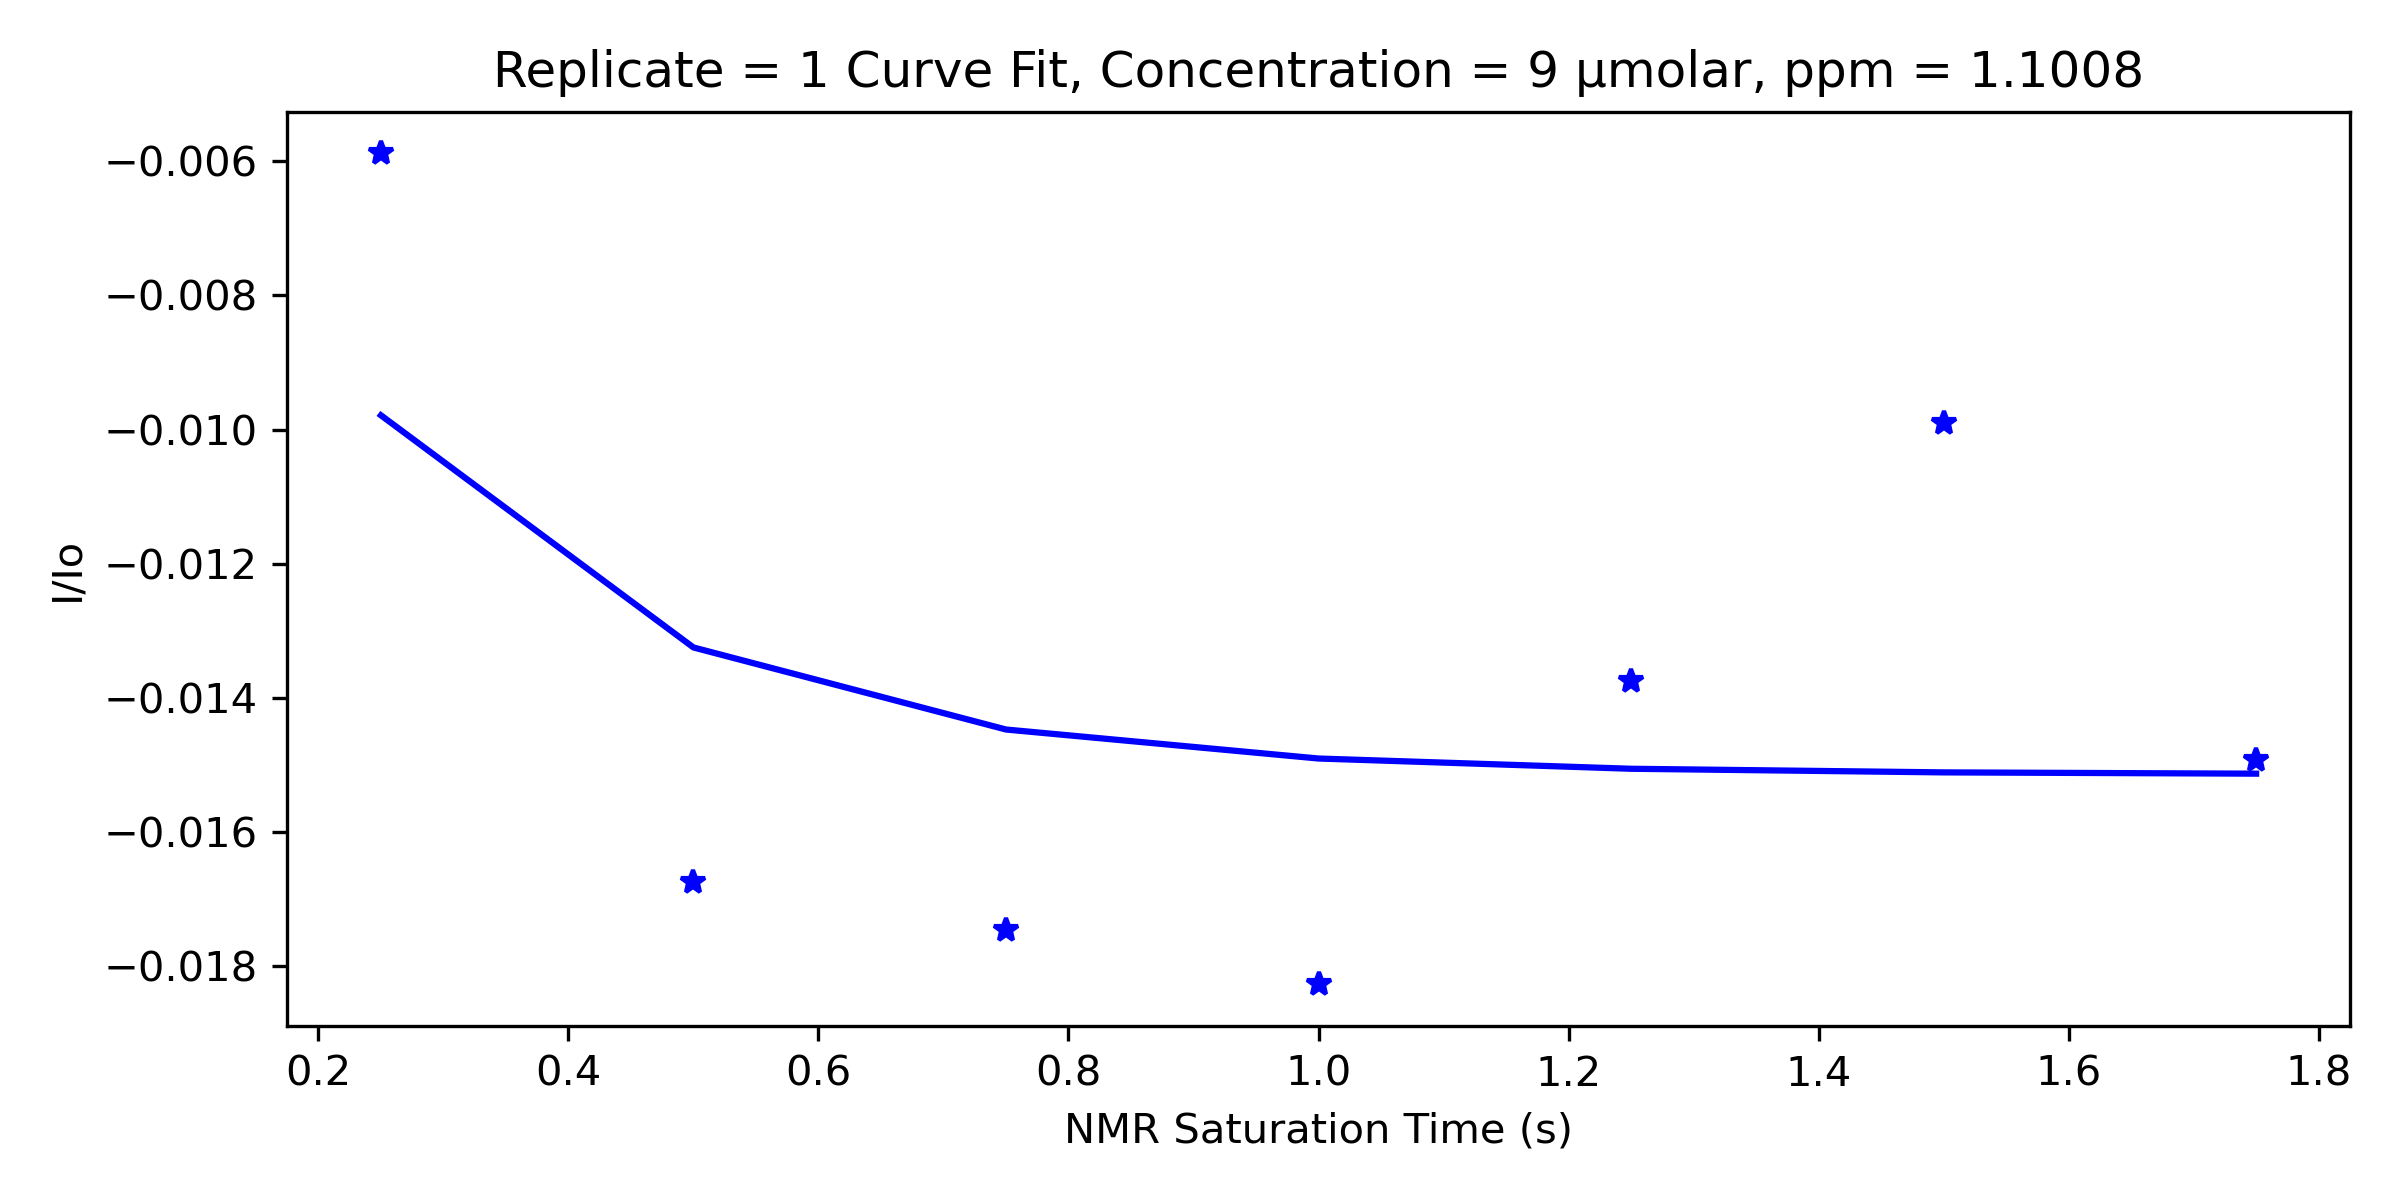 Replicate = 1 Curve Fit, Concentration = 9 μmolar, ppm = 1.1008
−0.006
−0.008
−0.010
−0.012
−0.014
−0.016
−0.018
I/Io
0.2 0.4 0.6 0.8 1.0 1.2 1.4 1.6 1.8
NMR Saturation Time (s)